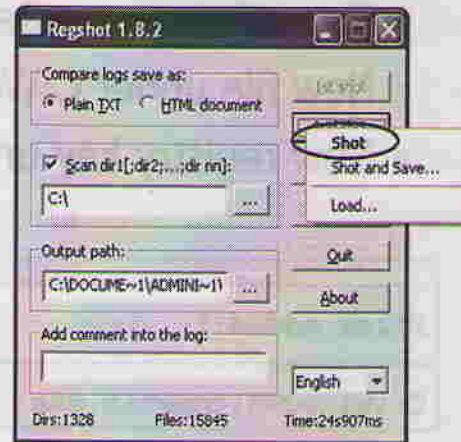 Regshot 1.8.2
Compare logs save as:
Plain TXT
HTML document
1st shot
Shot
Shot and Save...
Load...
Scan dir1[;dir2;...;dir nn]:
C:\
...
Output path:
C:\DOCUME~1\ADMINI~1\
...
Quit
About
Add comment into the log:
English
Dirs:1328
Files:15845
Time:24s907ms